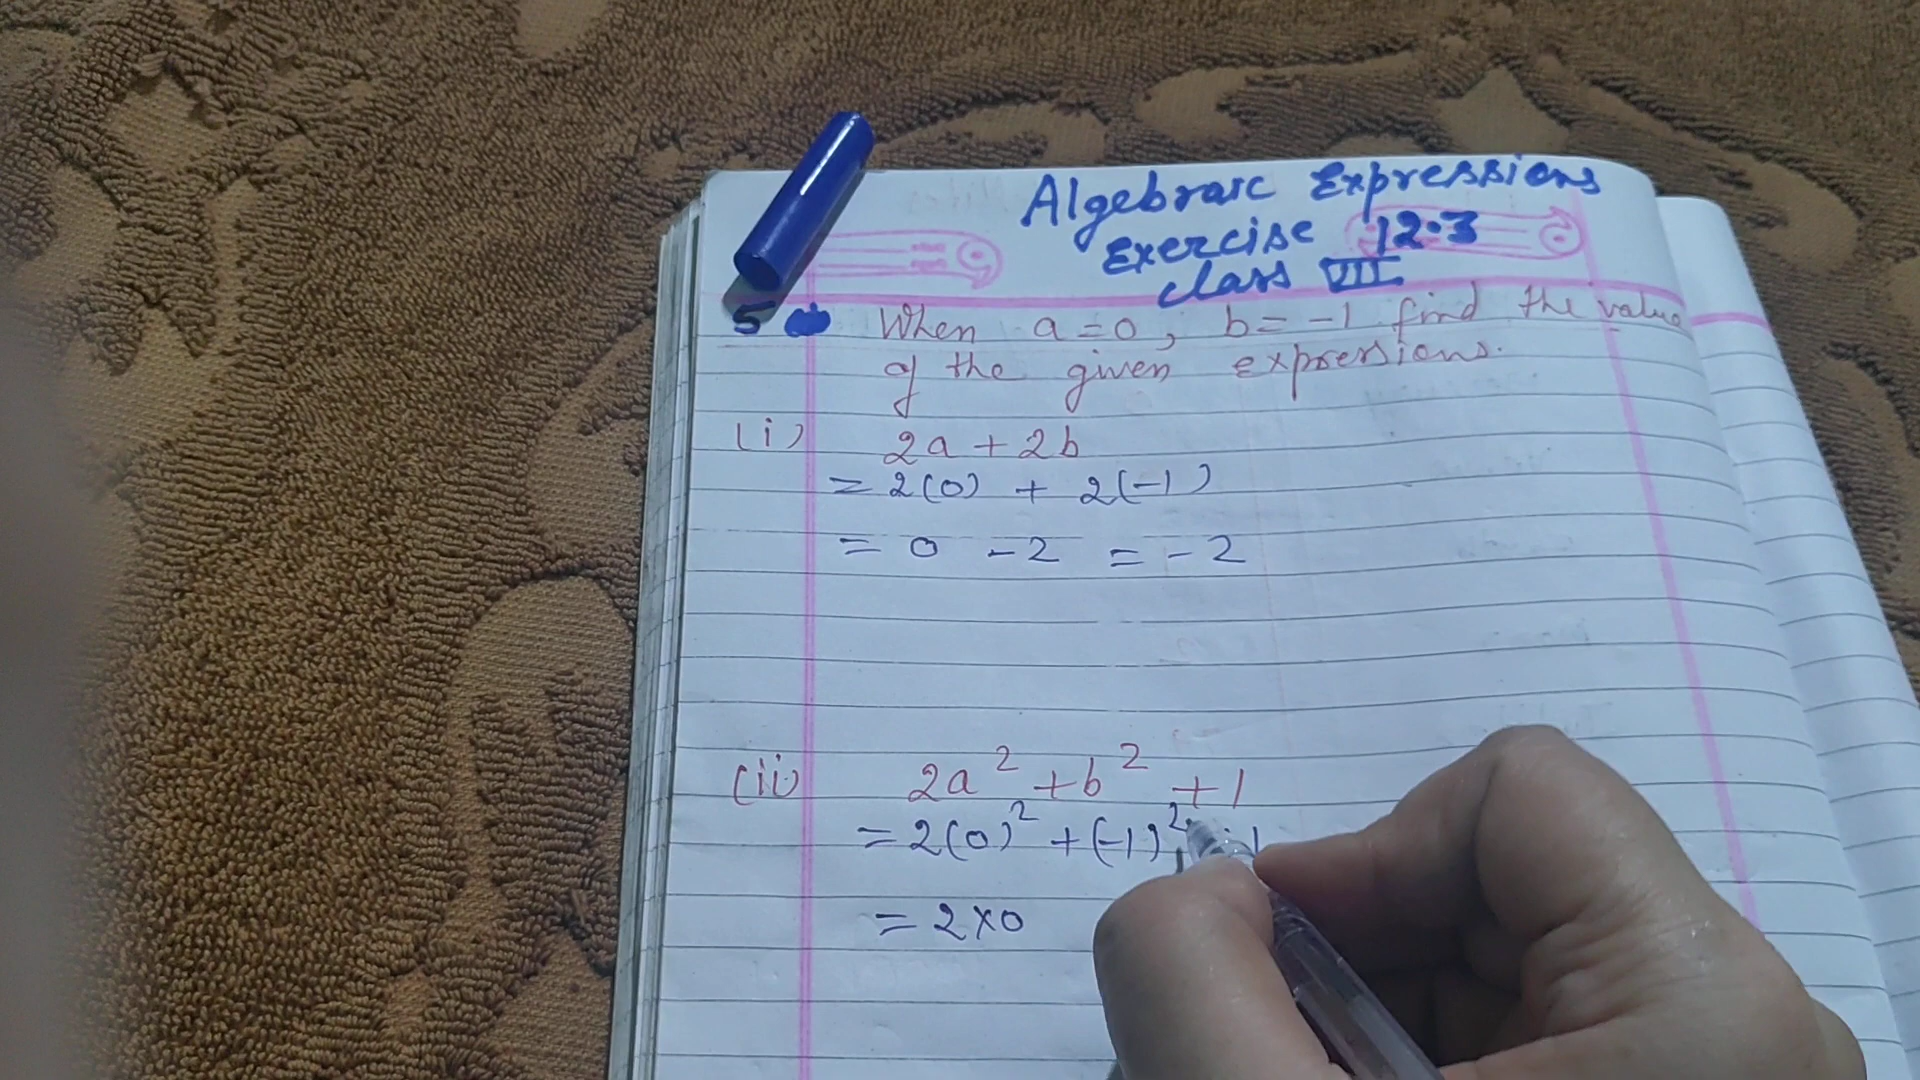 Algebraic Expressions
Exercise 12.3
class VII
5 When a=0, b= -1 find the value
of the given expressions.
(i) 2a+2b
= 2(0) + 2(-1)
= 0 -2 = -2
(ii) 2a² + b² +1
= 2(0)² + (-1)² 1
= 2×0